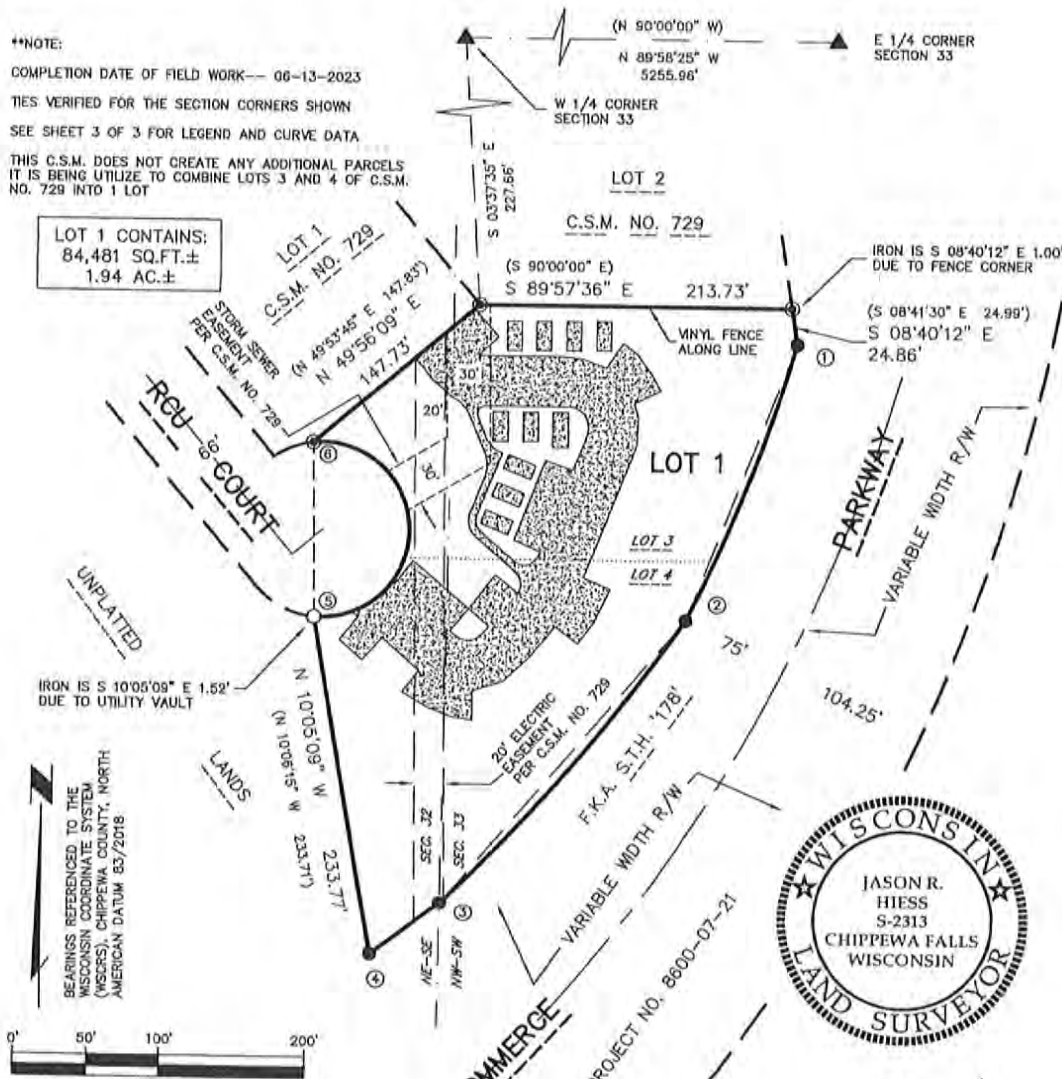 **NOTE:
COMPLETION DATE OF FIELD WORK-- 06-13-2023
TIES VERIFIED FOR THE SECTION CORNERS SHOWN
SEE SHEET 3 OF 3 FOR LEGEND AND CURVE DATA
THIS C.S.M. DOES NOT CREATE ANY ADDITIONAL PARCELS
IT IS BEING UTILIZE TO COMBINE LOTS 3 AND 4 OF C.S.M.
NO. 729 INTO 1 LOT
LOT 1 CONTAINS:
84,481 SQ.FT.±
1.94 AC.±
(N 90°00'00" W)
N 89°58'25" W
5255.96'
E 1/4 CORNER
SECTION 33
W 1/4 CORNER
SECTION 33
S 03°37'35" E
227.66'
LOT 2
C.S.M. NO. 729
LOT 1
C.S.M. NO. 729
(S 90°00'00" E)
S 89°57'36" E 213.73'
IRON IS S 08°40'12" E 1.00'
DUE TO FENCE CORNER
(S 08°41'30" E 24.99')
S 08°40'12" E
24.86'
VINYL FENCE
ALONG LINE
STORM SEWER
EASEMENT
PER C.S.M. NO. 729
(N 49°53'45" E 147.83')
N 49°56'09" E
147.73'
30'
20'
30'
1
6
RCU COURT
66'
LOT 1
LOT 3
LOT 4
PARKWAY
VARIABLE WIDTH R/W
2
75'
104.25'
5
UNPLATTED
LANDS
IRON IS S 10°05'09" E 1.52'
DUE TO UTILITY VAULT
N 10°05'09" W 233.77'
(N 10°06'15" W 233.71')
20' ELECTRIC
EASEMENT
PER C.S.M. NO. 729
F.K.A. S.T.H. '178'
VARIABLE WIDTH R/W
SEC. 32
SEC. 33
NE-SE
NW-SW
3
4
BEARINGS REFERENCED TO THE
WISCONSIN COORDINATE SYSTEM
(WSCRS), CHIPPEWA COUNTY, NORTH
AMERICAN DATUM 83/2018
PROJECT NO. 8600-07-21
WISCONSIN
JASON R.
HIESS
S-2313
CHIPPEWA FALLS
WISCONSIN
LAND SURVEYOR
0' 50' 100' 200'